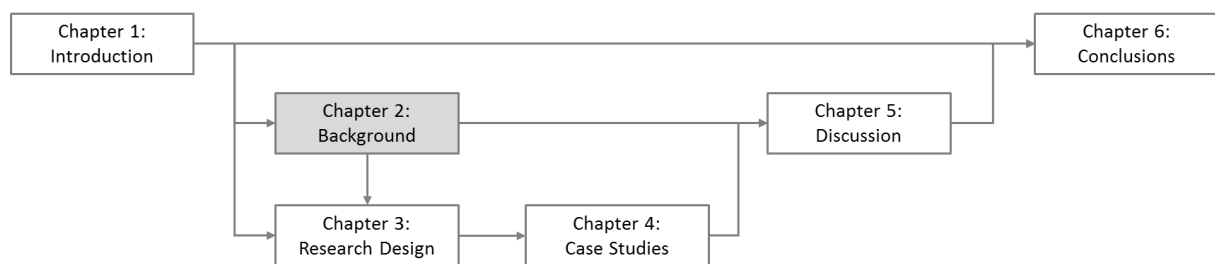 Chapter 1:
Introduction
Chapter 6:
Conclusions
Chapter 2:
Background
Chapter 5:
Discussion
Chapter 3:
Research Design
Chapter 4:
Case Studies